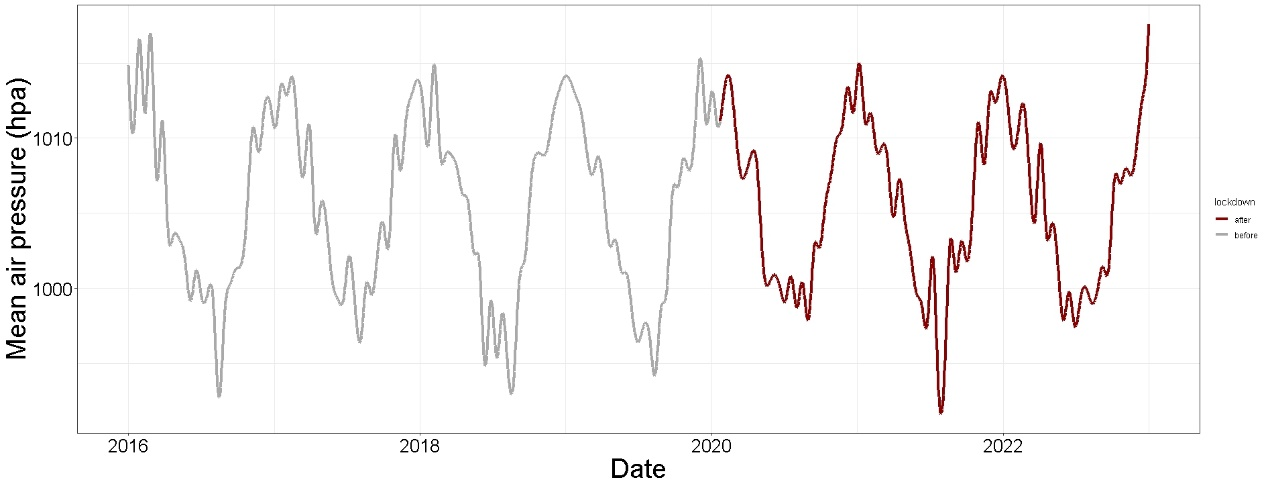 Mean air pressure (hpa)
1010
1000
2016
2018
2020
2022
Date
lockdown
after
before